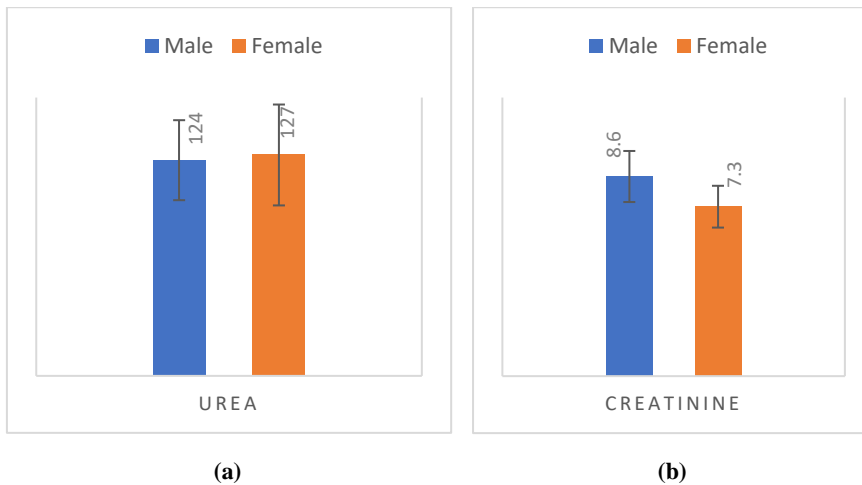 Male Female
124
127
UREA
(a)
Male Female
8.6
7.3
CREATININE
(b)